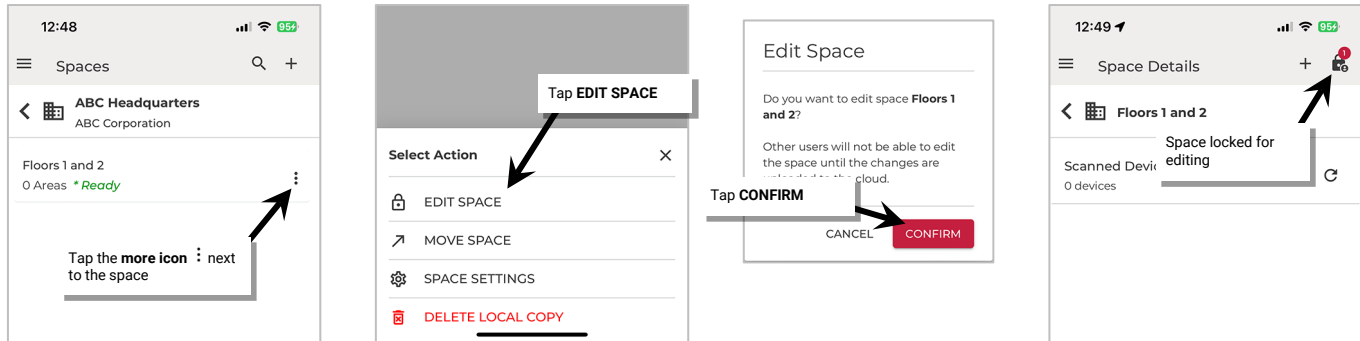 12:48
95
Spaces
ABC Headquarters
ABC Corporation
Floors 1 and 2
0 Areas * Ready
Tap the more icon ⋮ next
to the space
Tap EDIT SPACE
Select Action
EDIT SPACE
MOVE SPACE
SPACE SETTINGS
DELETE LOCAL COPY
Edit Space
Do you want to edit space Floors 1
and 2?
Other users will not be able to edit
the space until the changes are
cloud.
Tap CONFIRM
CANCEL
CONFIRM
12:49
95
Space Details
1
Floors 1 and 2
Space locked for
editing
Scanned
0 devices